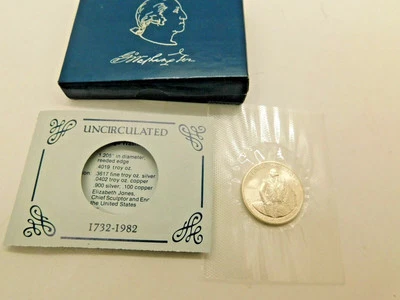 G Washington
UNCIRCULATED
1.205" in diameter
reeded edge
.4019 troy oz.
.3617 fine troy oz. silver
.0402 troy oz. copper
.900 silver, .100 copper
Elizabeth Jones,
Chief Sculptor and Engr
the United States
1732-1982